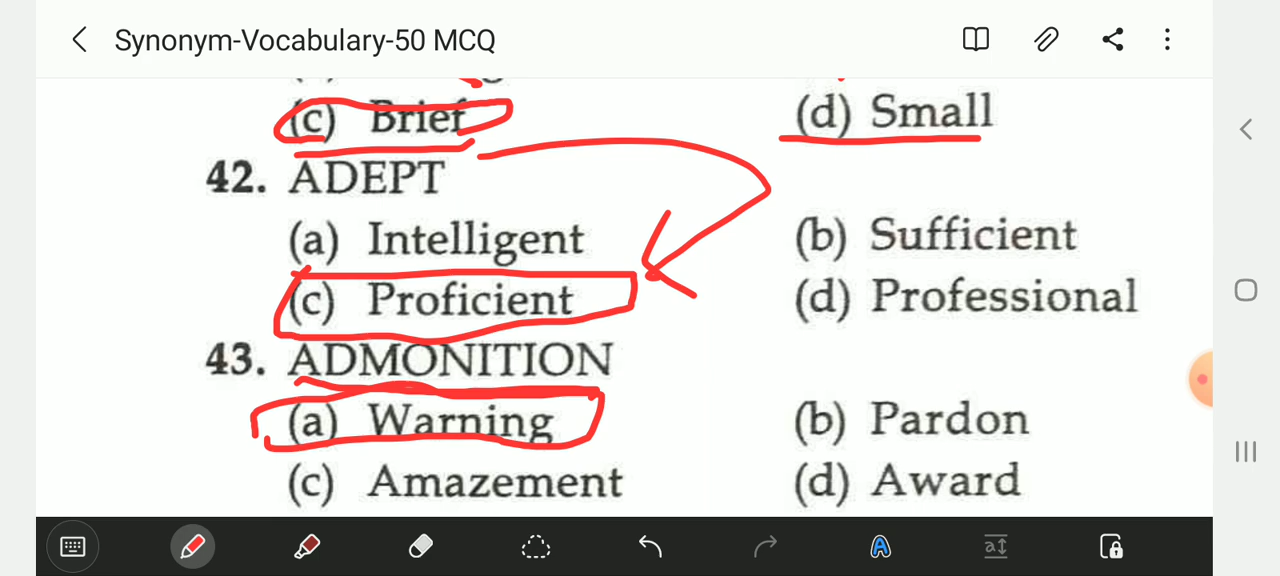 Synonym-Vocabulary-50 MCQ
(c) Brief (d) Small
42. ADEPT
(a) Intelligent (b) Sufficient
(c) Proficient (d) Professional
43. ADMONITION
(a) Warning (b) Pardon
(c) Amazement (d) Award